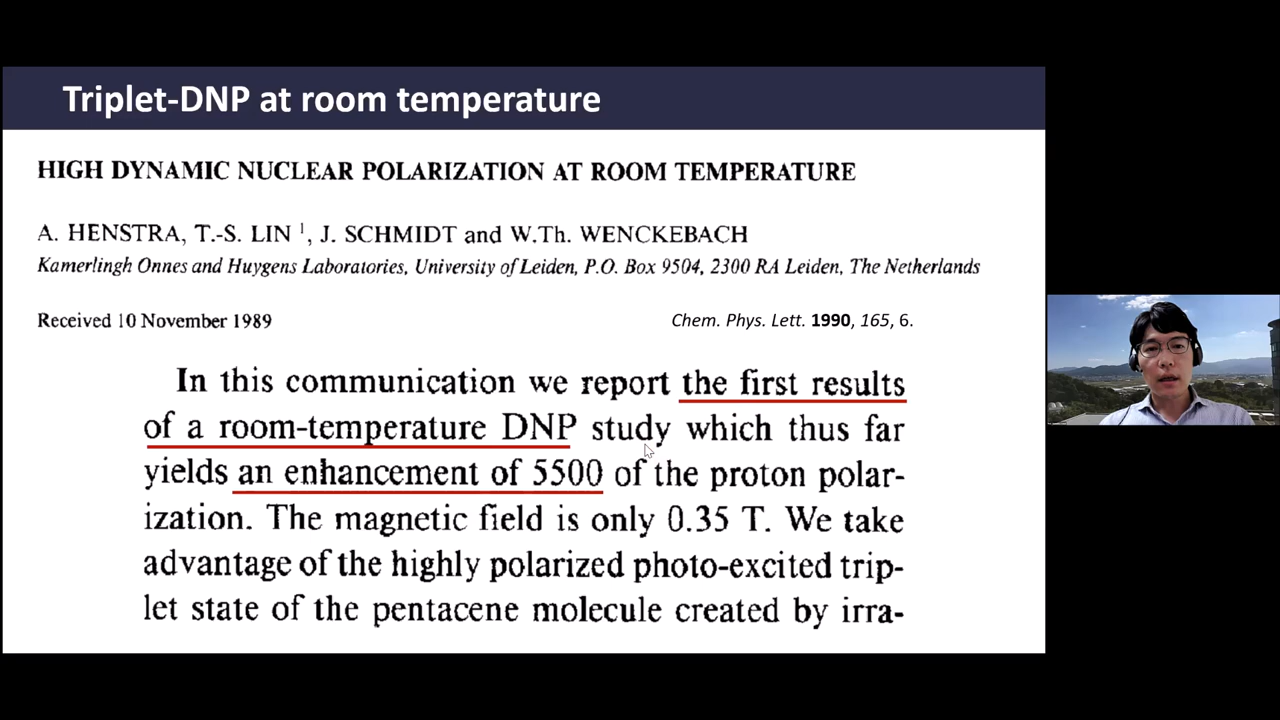 Triplet-DNP at room temperature
HIGH DYNAMIC NUCLEAR POLARIZATION AT ROOM TEMPERATURE
A. HENSTRA, T.-S. LIN ¹, J. SCHMIDT and W.Th. WENCKEBACH
Kamerlingh Onnes and Huygens Laboratories, University of Leiden, P.O. Box 9504, 2300 RA Leiden, The Netherlands
Received 10 November 1989
Chem. Phys. Lett. 1990, 165, 6.
In this communication we report the first results
of a room-temperature DNP study which thus far
yields an enhancement of 5500 of the proton polar-
ization. The magnetic field is only 0.35 T. We take
advantage of the highly polarized photo-excited trip-
let state of the pentacene molecule created by irra-